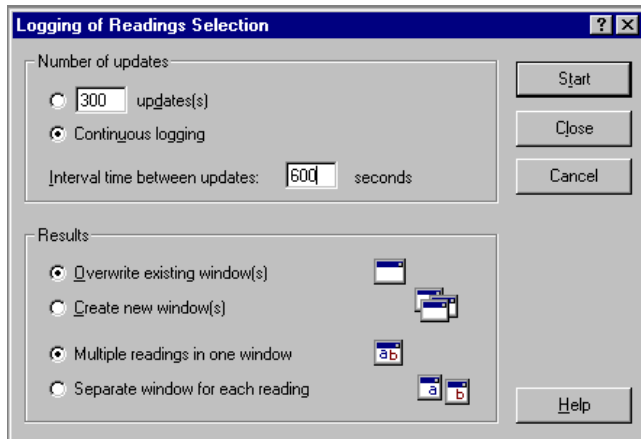 Logging of Readings Selection
Number of updates
300 updates(s)
Continuous logging
Interval time between updates: 600 seconds
Start
Close
Cancel
Results
Overwrite existing window(s)
Create new window(s)
Multiple readings in one window
ab
Separate window for each reading
a b
Help